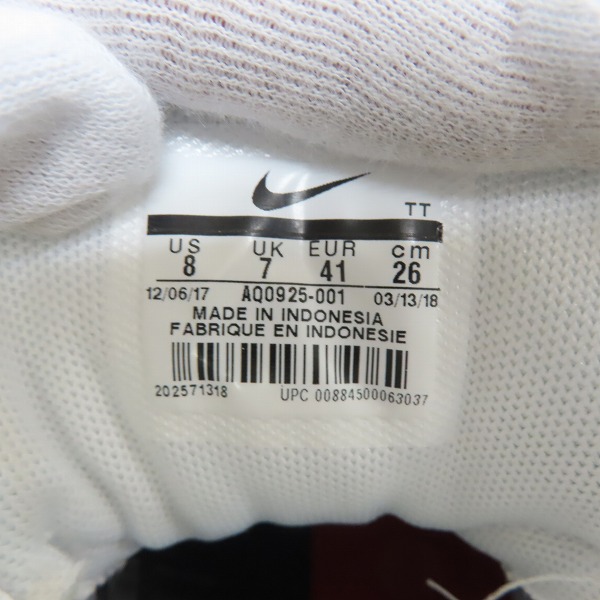 TT
US UK EUR cm
8 7 41 26
12/06/17 AQ0925-001 03/13/18
MADE IN INDONESIA
FABRIQUE EN INDONESIE
202571318 UPC 00884500063037